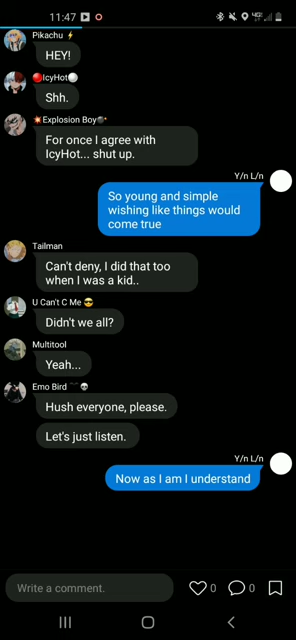 11:47
Pikachu ⚡
HEY!
🔴IcyHot⚪
Shh.
💥Explosion Boy💣
For once I agree with
IcyHot... shut up.
Y/n L/n
So young and simple
wishing like things would
come true
Tailman
Can't deny, I did that too
when I was a kid..
U Can't C Me 😎
Didn't we all?
Multitool
Yeah...
Emo Bird 🖤💀
Hush everyone, please.
Let's just listen.
Y/n L/n
Now as I am I understand
Write a comment.
0
0